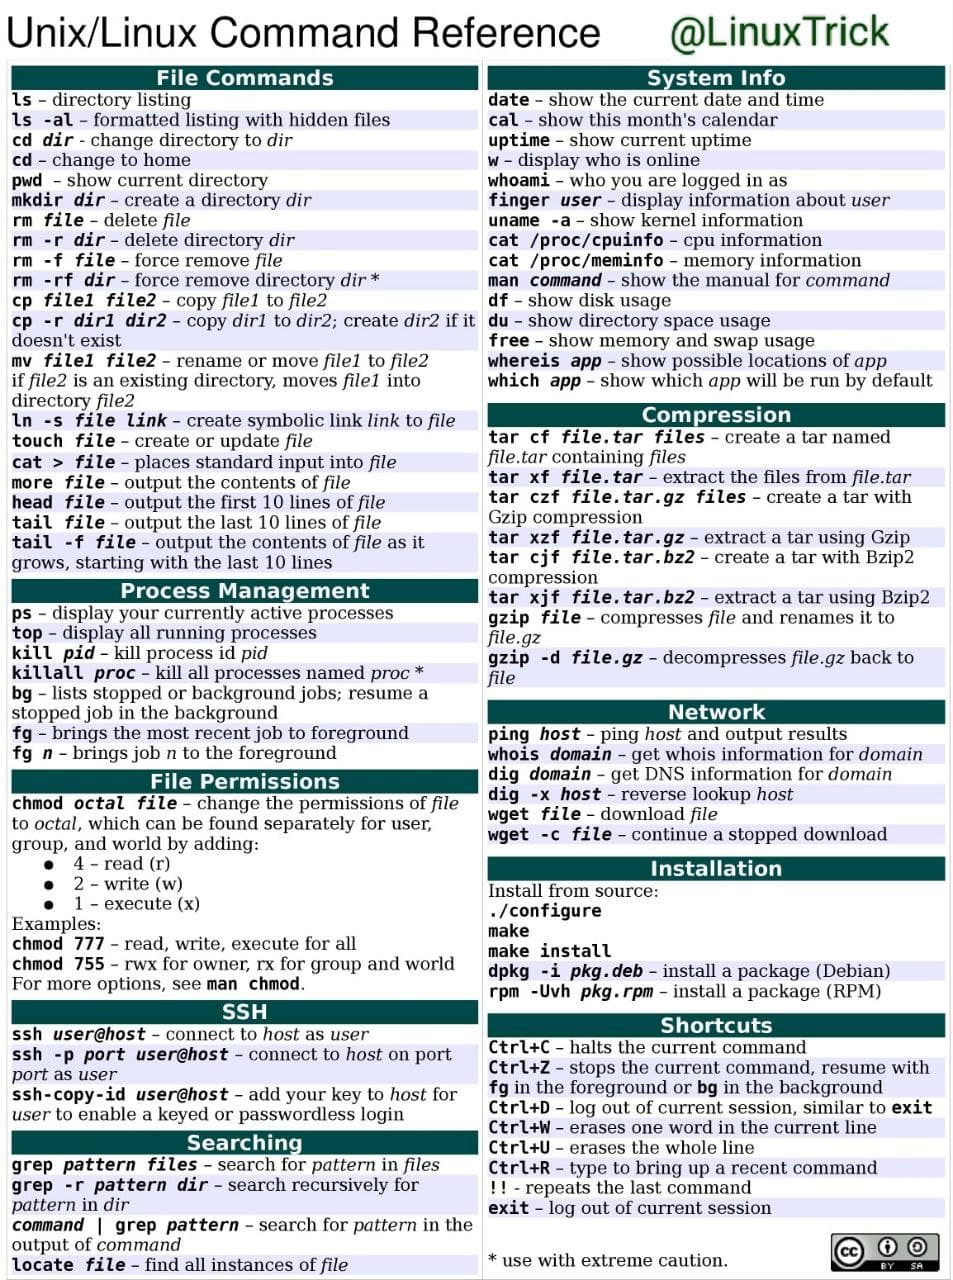 Unix/Linux Command Reference
@LinuxTrick
File Commands
ls – directory listing
ls -al – formatted listing with hidden files
cd dir - change directory to dir
cd – change to home
pwd – show current directory
mkdir dir – create a directory dir
rm file – delete file
rm -r dir – delete directory dir
rm -f file – force remove file
rm -rf dir – force remove directory dir *
cp file1 file2 – copy file1 to file2
cp -r dir1 dir2 – copy dir1 to dir2; create dir2 if it
doesn't exist
mv file1 file2 – rename or move file1 to file2
if file2 is an existing directory, moves file1 into
directory file2
ln -s file link – create symbolic link link to file
touch file – create or update file
cat > file – places standard input into file
more file – output the contents of file
head file – output the first 10 lines of file
tail file – output the last 10 lines of file
tail -f file – output the contents of file as it
grows, starting with the last 10 lines
Process Management
ps – display your currently active processes
top – display all running processes
kill pid – kill process id pid
killall proc – kill all processes named proc *
bg – lists stopped or background jobs; resume a
stopped job in the background
fg – brings the most recent job to foreground
fg n – brings job n to the foreground
File Permissions
chmod octal file – change the permissions of file
to octal, which can be found separately for user,
group, and world by adding:
● 4 – read (r)
● 2 – write (w)
● 1 – execute (x)
Examples:
chmod 777 – read, write, execute for all
chmod 755 – rwx for owner, rx for group and world
For more options, see man chmod.
SSH
ssh user@host – connect to host as user
ssh -p port user@host – connect to host on port
port as user
ssh-copy-id user@host – add your key to host for
user to enable a keyed or passwordless login
Searching
grep pattern files – search for pattern in files
grep -r pattern dir – search recursively for
pattern in dir
command | grep pattern – search for pattern in the
output of command
locate file – find all instances of file
System Info
date – show the current date and time
cal – show this month's calendar
uptime – show current uptime
w – display who is online
whoami – who you are logged in as
finger user – display information about user
uname -a – show kernel information
cat /proc/cpuinfo – cpu information
cat /proc/meminfo – memory information
man command – show the manual for command
df – show disk usage
du – show directory space usage
free – show memory and swap usage
whereis app – show possible locations of app
which app – show which app will be run by default
Compression
tar cf file.tar files – create a tar named
file.tar containing files
tar xf file.tar – extract the files from file.tar
tar czf file.tar.gz files – create a tar with
Gzip compression
tar xzf file.tar.gz – extract a tar using Gzip
tar cjf file.tar.bz2 – create a tar with Bzip2
compression
tar xjf file.tar.bz2 – extract a tar using Bzip2
gzip file – compresses file and renames it to
file.gz
gzip -d file.gz – decompresses file.gz back to
file
Network
ping host – ping host and output results
whois domain – get whois information for domain
dig domain – get DNS information for domain
dig -x host – reverse lookup host
wget file – download file
wget -c file – continue a stopped download
Installation
Install from source:
./configure
make
make install
dpkg -i pkg.deb – install a package (Debian)
rpm -Uvh pkg.rpm – install a package (RPM)
Shortcuts
Ctrl+C – halts the current command
Ctrl+Z – stops the current command, resume with
fg in the foreground or bg in the background
Ctrl+D – log out of current session, similar to exit
Ctrl+W – erases one word in the current line
Ctrl+U – erases the whole line
Ctrl+R – type to bring up a recent command
!! - repeats the last command
exit – log out of current session
* use with extreme caution.
cc BY SA